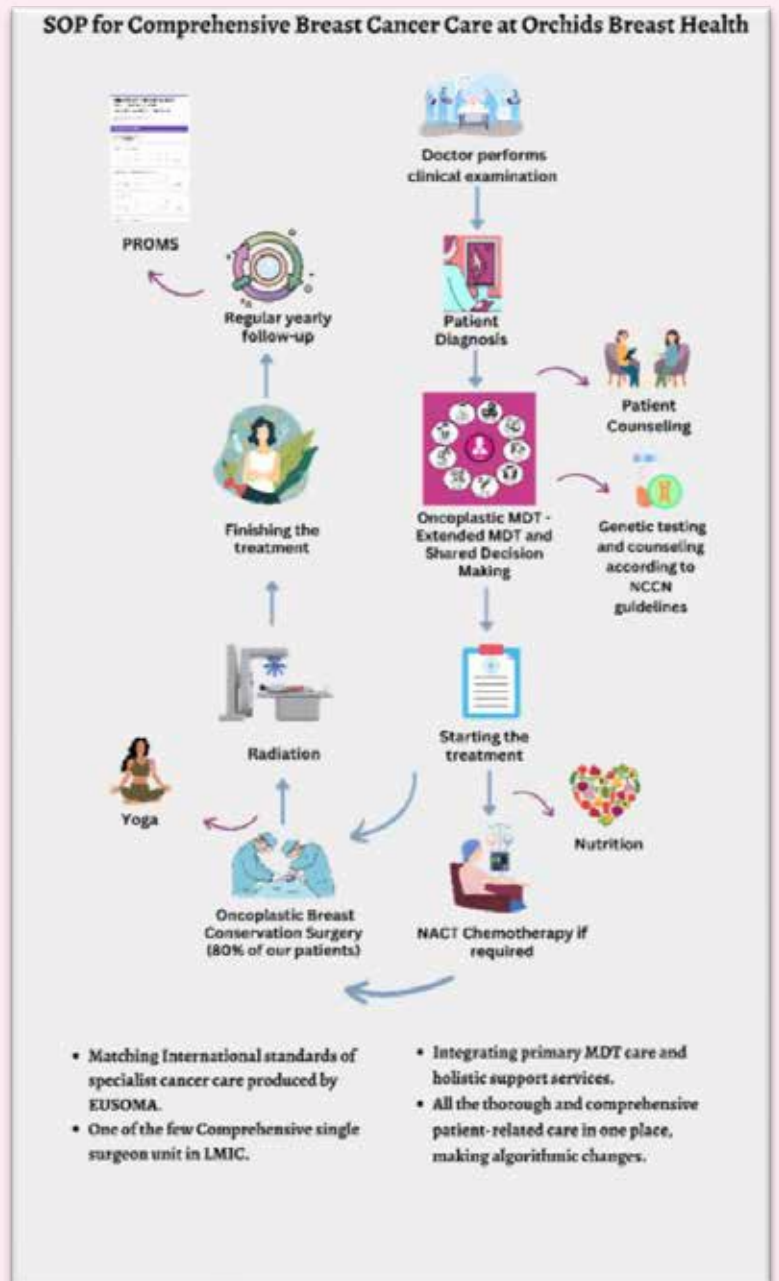 SOP for Comprehensive Breast Cancer Care at Orchids Breast Health
Doctor performs
clinical examination
Patient
Diagnosis
Patient
Counseling
Oncoplastic MDT -
Extended MDT and
Shared Decision
Making
Genetic testing
and counseling
according to
NCCN
guidelines
Starting the
treatment
Nutrition
NACT Chemotherapy if
required
Oncoplastic Breast
Conservation Surgery
(80% of our patients)
Yoga
Radiation
Finishing the
treatment
Regular yearly
follow-up
PROMS
• Matching International standards of
specialist cancer care produced by
EUSOMA.
• One of the few Comprehensive single
surgeon unit in LMIC.
• Integrating primary MDT care and
holistic support services.
• All the thorough and comprehensive
patient-related care in one place,
making algorithmic changes.